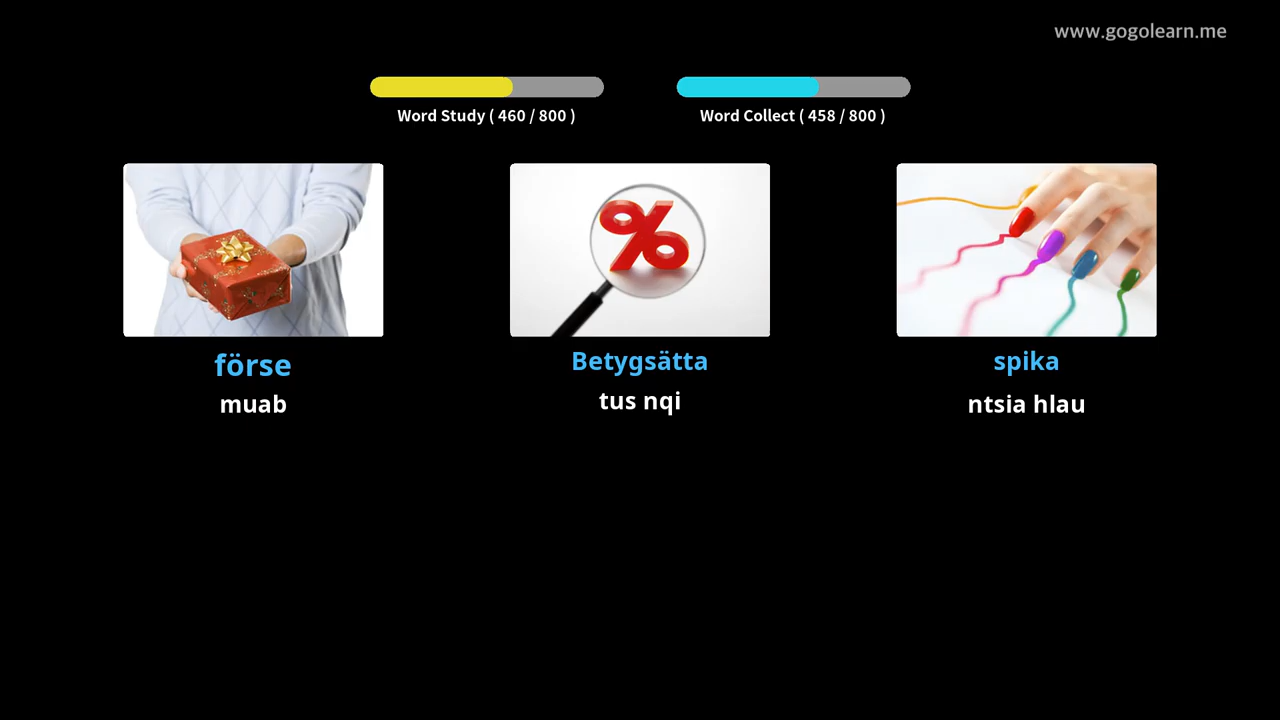 www.gogolearn.me
Word Study ( 460 / 800 )
Word Collect ( 458 / 800 )
förse
muab
Betygsätta
tus nqi
spika
ntsia hlau